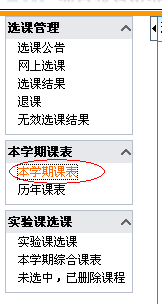 选课管理
选课公告
网上选课
选课结果
退课
无效选课结果
本学期课表
本学期课表
历年课表
实验课选课
实验课选课
本学期综合课表
未选中，已删除课程